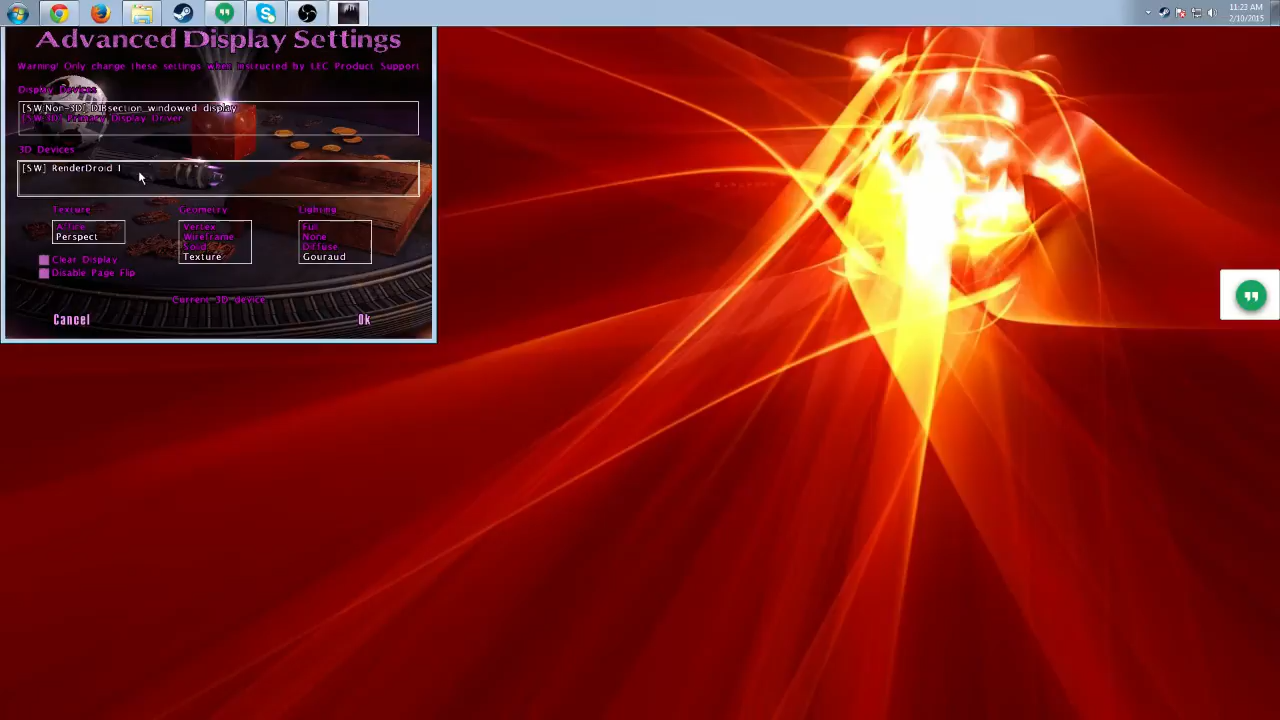 11:23 AM
2/10/2015
Advanced Display Settings
Warning! Only change these settings when instructed by LEC Product Support
Display Devices
[SW:Non-3D] DIBsection_windowed display
[SW:3D] Primary Display Driver
3D Devices
[SW] RenderDroid I
Texture Geometry Lighting
Affine Vertex Full
Perspect Wireframe None
Solid Diffuse
Texture Gouraud
Clear Display
Disable Page Flip
Current 3D device
Cancel Ok